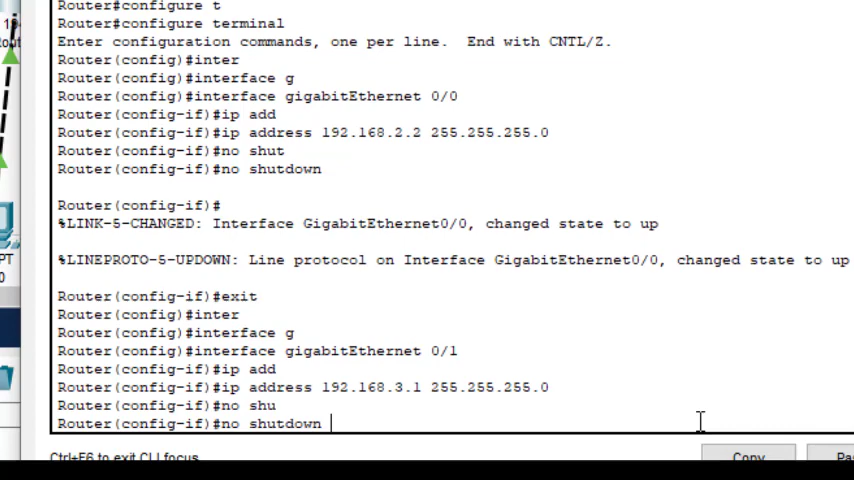 Router#configure t
Router#configure terminal
Enter configuration commands, one per line.  End with CNTL/Z.
Router(config)#inter
Router(config)#interface g
Router(config)#interface gigabitEthernet 0/0
Router(config-if)#ip add
Router(config-if)#ip address 192.168.2.2 255.255.255.0
Router(config-if)#no shut
Router(config-if)#no shutdown
Router(config-if)#
%LINK-5-CHANGED: Interface GigabitEthernet0/0, changed state to up
%LINEPROTO-5-UPDOWN: Line protocol on Interface GigabitEthernet0/0, changed state to up
Router(config-if)#exit
Router(config)#inter
Router(config)#interface g
Router(config)#interface gigabitEthernet 0/1
Router(config-if)#ip add
Router(config-if)#ip address 192.168.3.1 255.255.255.0
Router(config-if)#no shu
Router(config-if)#no shutdown
Ctrl+F6 to exit CLI focus
Copy
PT
0